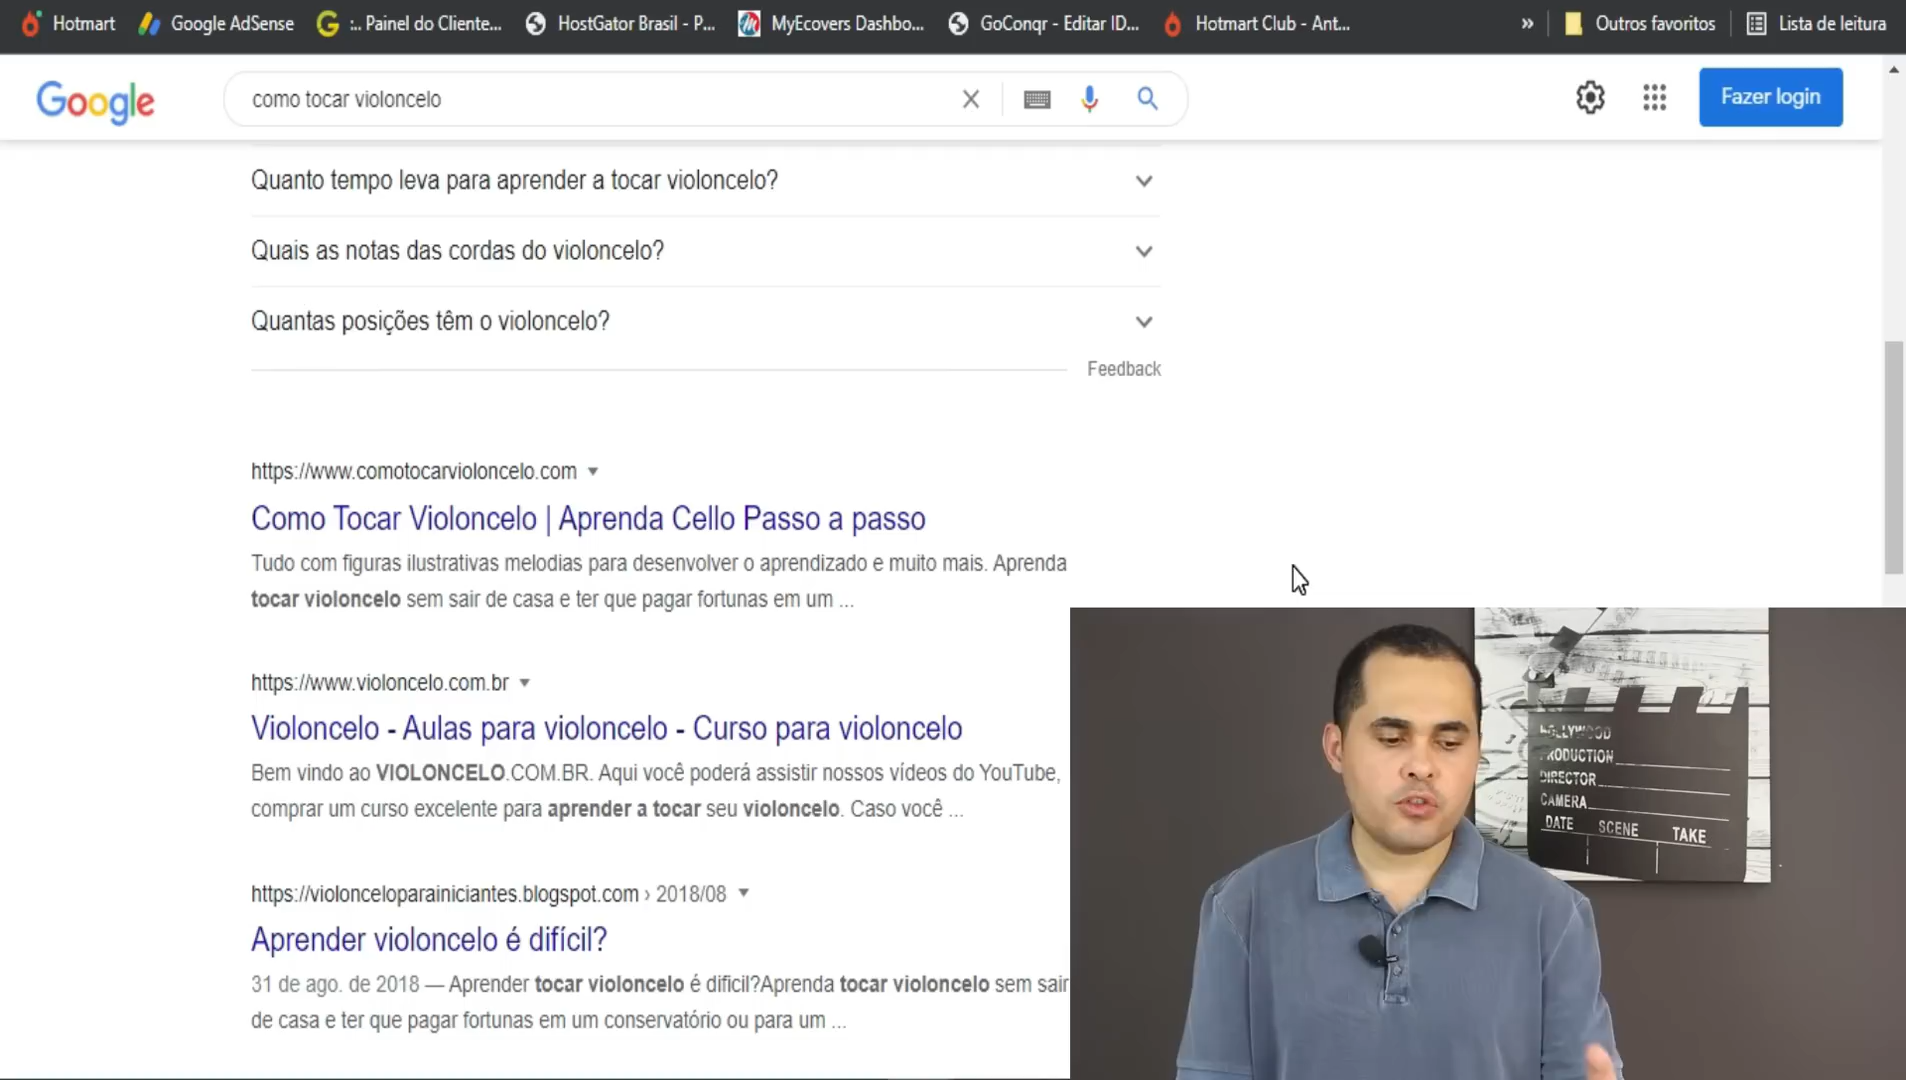 Hotmart
Google AdSense
:.. Painel do Cliente...
HostGator Brasil - P...
MyEcovers Dashbo...
GoConqr - Editar ID...
Hotmart Club - Ant...
»
Outros favoritos
Lista de leitura
Google
como tocar violoncelo
Fazer login
Quanto tempo leva para aprender a tocar violoncelo?
Quais as notas das cordas do violoncelo?
Quantas posições têm o violoncelo?
Feedback
https://www.comotocarvioloncelo.com
Como Tocar Violoncelo | Aprenda Cello Passo a passo
Tudo com figuras ilustrativas melodias para desenvolver o aprendizado e muito mais. Aprenda
tocar violoncelo sem sair de casa e ter que pagar fortunas em um ...
https://www.violoncelo.com.br
Violoncelo - Aulas para violoncelo - Curso para violoncelo
Bem vindo ao VIOLONCELO.COM.BR. Aqui você poderá assistir nossos vídeos do YouTube,
comprar um curso excelente para aprender a tocar seu violoncelo. Caso você ...
https://violonceloparainiciantes.blogspot.com › 2018/08
Aprender violoncelo é difícil?
31 de ago. de 2018 — Aprender tocar violoncelo é dificil?Aprenda tocar violoncelo sem sair
de casa e ter que pagar fortunas em um conservatório ou para um ...
HOLLYWOOD
PRODUCTION
DIRECTOR
CAMERA
DATE SCENE TAKE